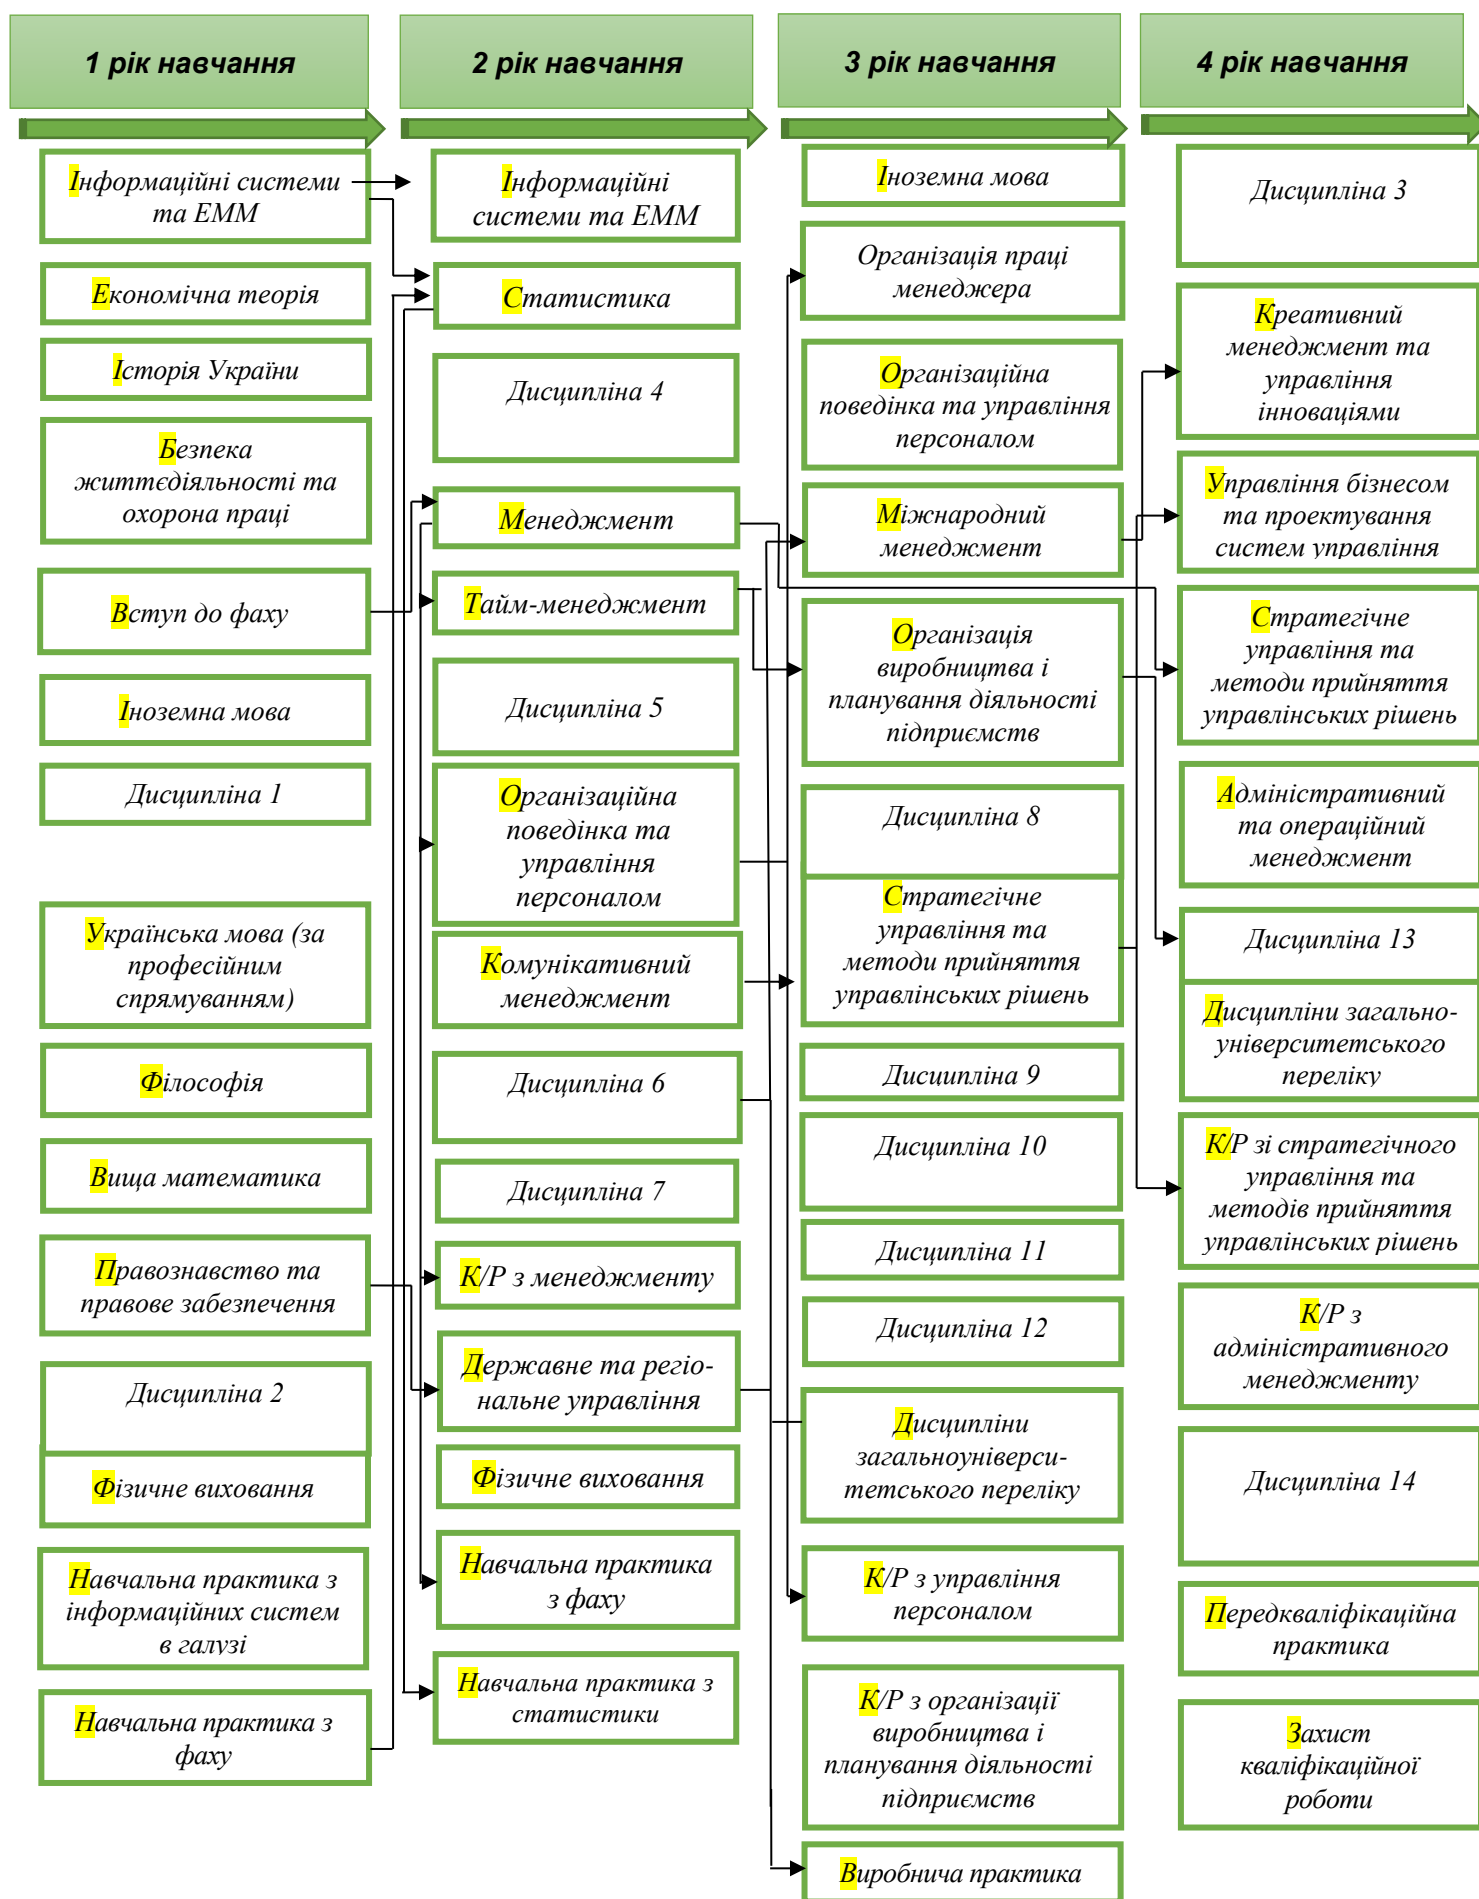 1 рік навчання
Інформаційні системи
та ЕММ
Економічна теорія
Історія України
Безпека
життєдіяльності та
охорона праці
Вступ до фаху
Іноземна мова
Дисципліна 1
Українська мова (за
професійним
спрямуванням)
Філософія
Вища математика
Правознавство та
правове забезпечення
Дисципліна 2
Фізичне виховання
Навчальна практика з
інформаційних систем
в галузі
Навчальна практика з
фаху
2 рік навчання
Інформаційні
системи та ЕММ
Статистика
Дисципліна 4
Менеджмент
Тайм-менеджмент
Дисципліна 5
Організаційна
поведінка та
управління
персоналом
Комунікативний
менеджмент
Дисципліна 6
Дисципліна 7
К/Р з менеджменту
Державне та регіо-
нальне управління
Фізичне виховання
Навчальна практика
з фаху
Навчальна практика з
статистики
3 рік навчання
Іноземна мова
Організація праці
менеджера
Організаційна
поведінка та управління
персоналом
Міжнародний
менеджмент
Організація
виробництва і
планування діяльності
підприємств
Дисципліна 8
Стратегічне
управління та
методи прийняття
управлінських рішень
Дисципліна 9
Дисципліна 10
Дисципліна 11
Дисципліна 12
Дисципліни
загальноуніверси-
тетського переліку
К/Р з управління
персоналом
К/Р з організації
виробництва і
планування діяльності
підприємств
Виробнича практика
4 рік навчання
Дисципліна 3
Креативний
менеджмент та
управління
інноваціями
Управління бізнесом
та проектування
систем управління
Стратегічне
управління та
методи прийняття
управлінських рішень
Адміністративний
та операційний
менеджмент
Дисципліна 13
Дисципліни загально-
університетського
переліку
К/Р зі стратегічного
управління та
методів прийняття
управлінських рішень
К/Р з
адміністративного
менеджменту
Дисципліна 14
Передкваліфікаційна
практика
Захист
кваліфікаційної
роботи